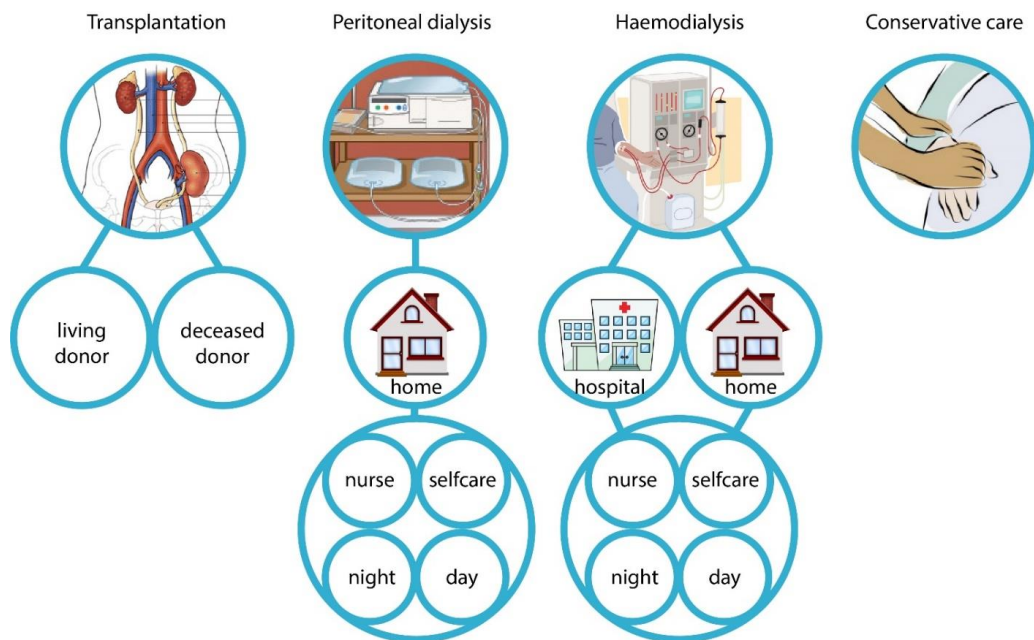 Transplantation
Peritoneal dialysis
Haemodialysis
Conservative care
living
donor
deceased
donor
home
hospital
home
nurse
selfcare
night
day
nurse
selfcare
night
day